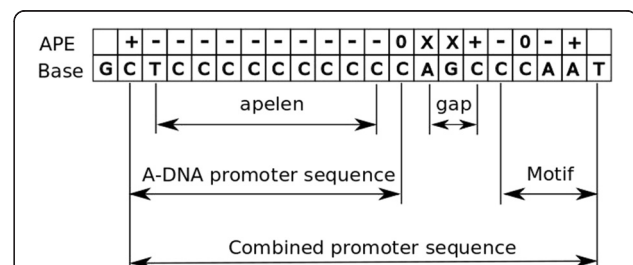 APE + - - - - - - - - - - 0 X X + - 0 - +
Base G C T C C C C C C C C C C A G C C C A A T
apelen gap
A-DNA promoter sequence Motif
Combined promoter sequence